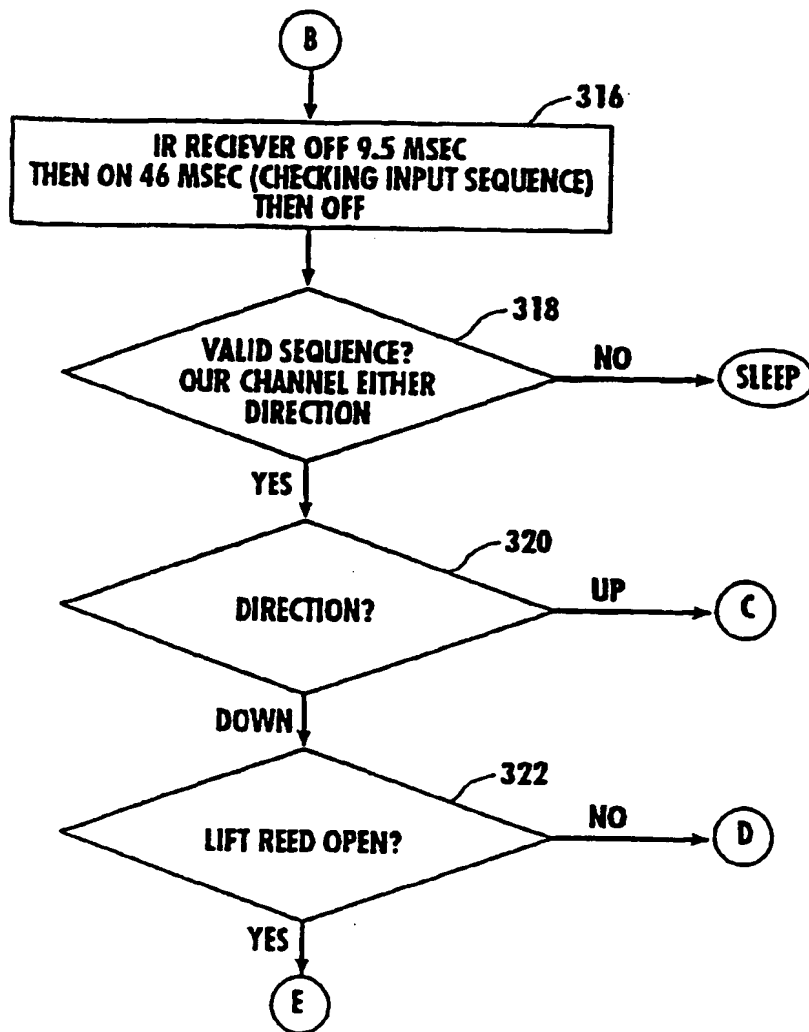 B
316
IR RECIEVER OFF 9.5 MSEC
THEN ON 46 MSEC (CHECKING INPUT SEQUENCE)
THEN OFF
318
VALID SEQUENCE?
OUR CHANNEL EITHER
DIRECTION
NO
SLEEP
YES
320
DIRECTION?
UP
C
DOWN
322
LIFT REED OPEN?
NO
D
YES
E